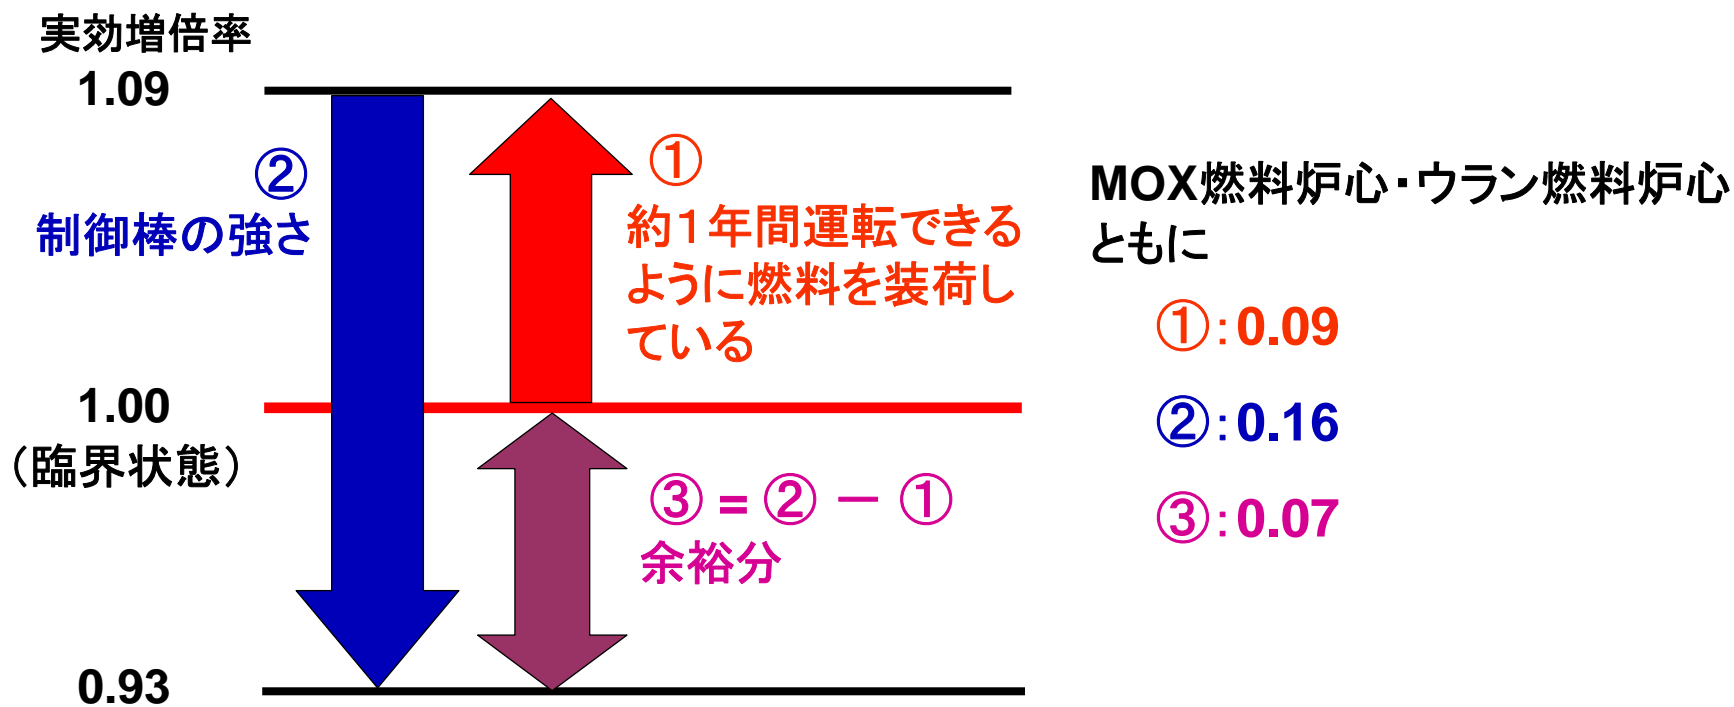 実効増倍率
1.09
②
制御棒の強さ
①
約１年間運転できる
ように燃料を装荷し
ている
1.00
（臨界状態）
③ = ② － ①
余裕分
0.93
MOX燃料炉心・ウラン燃料炉心
ともに
①：0.09
②：0.16
③：0.07